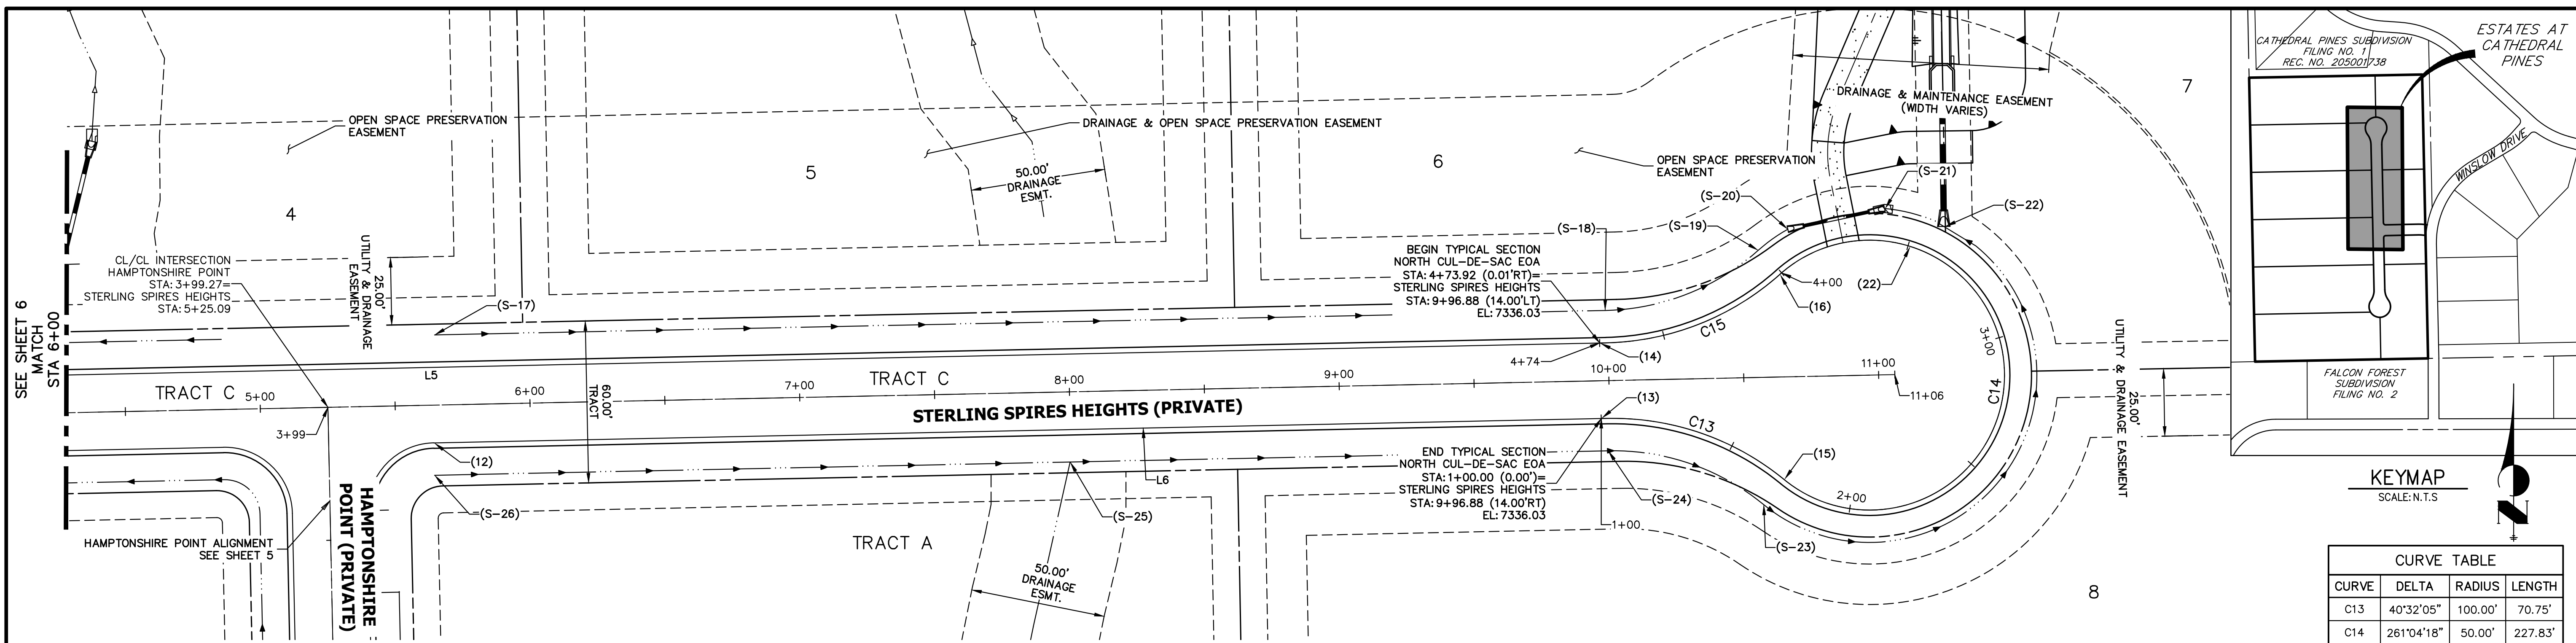 SEE SHEET 6
MATCH
STA 6+00
OPEN SPACE PRESERVATION
EASEMENT
4
CL/CL INTERSECTION
HAMPTONSHIRE POINT
STA: 3+99.27=
STERLING SPIRES HEIGHTS
STA: 5+25.09
25.00'
UTILITY & DRAINAGE
EASEMENT
(S-17)
5
DRAINAGE & OPEN SPACE PRESERVATION EASEMENT
50.00'
DRAINAGE
ESMT.
6
OPEN SPACE PRESERVATION
EASEMENT
DRAINAGE & MAINTENANCE EASEMENT
(WIDTH VARIES)
7
(S-18)
(S-19)
(S-20)
(S-21)
(S-22)
BEGIN TYPICAL SECTION
NORTH CUL-DE-SAC EOA
STA: 4+73.92 (0.01'RT)=
STERLING SPIRES HEIGHTS
STA: 9+96.88 (14.00'LT)
EL: 7336.03
4+00
(22)
(16)
C15
(14)
4+74
3+00
C14
L5
TRACT C
TRACT C
5+00
6+00
7+00
8+00
9+00
10+00
11+00
11+06
3+99
60.00'
TRACT
STERLING SPIRES HEIGHTS (PRIVATE)
(13)
C13
(15)
2+00
(12)
L6
END TYPICAL SECTION
NORTH CUL-DE-SAC EOA
STA: 1+00.00 (0.00')=
STERLING SPIRES HEIGHTS
STA: 9+96.88 (14.00'RT)
EL: 7336.03
1+00
(S-24)
(S-23)
(S-25)
(S-26)
HAMPTONSHIRE POINT ALIGNMENT
SEE SHEET 5
HAMPTONSHIRE
POINT (PRIVATE)
TRACT A
50.00'
DRAINAGE
ESMT.
25.00'
UTILITY & DRAINAGE EASEMENT
8
CATHEDRAL PINES SUBDIVISION
FILING NO. 1
REC. NO. 205001738
ESTATES AT
CATHEDRAL
PINES
WINSLOW DRIVE
FALCON FOREST
SUBDIVISION
FILING NO. 2
KEYMAP
SCALE: N.T.S
N
CURVE TABLE
CURVE DELTA RADIUS LENGTH
C13 40°32'05" 100.00' 70.75'
C14 261°04'18" 50.00' 227.83'